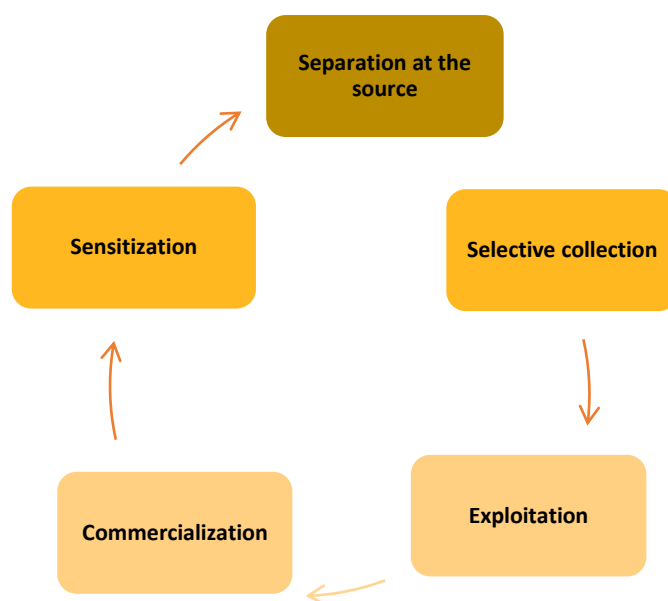 Separation at the
source
Sensitization
Selective collection
Commercialization
Exploitation